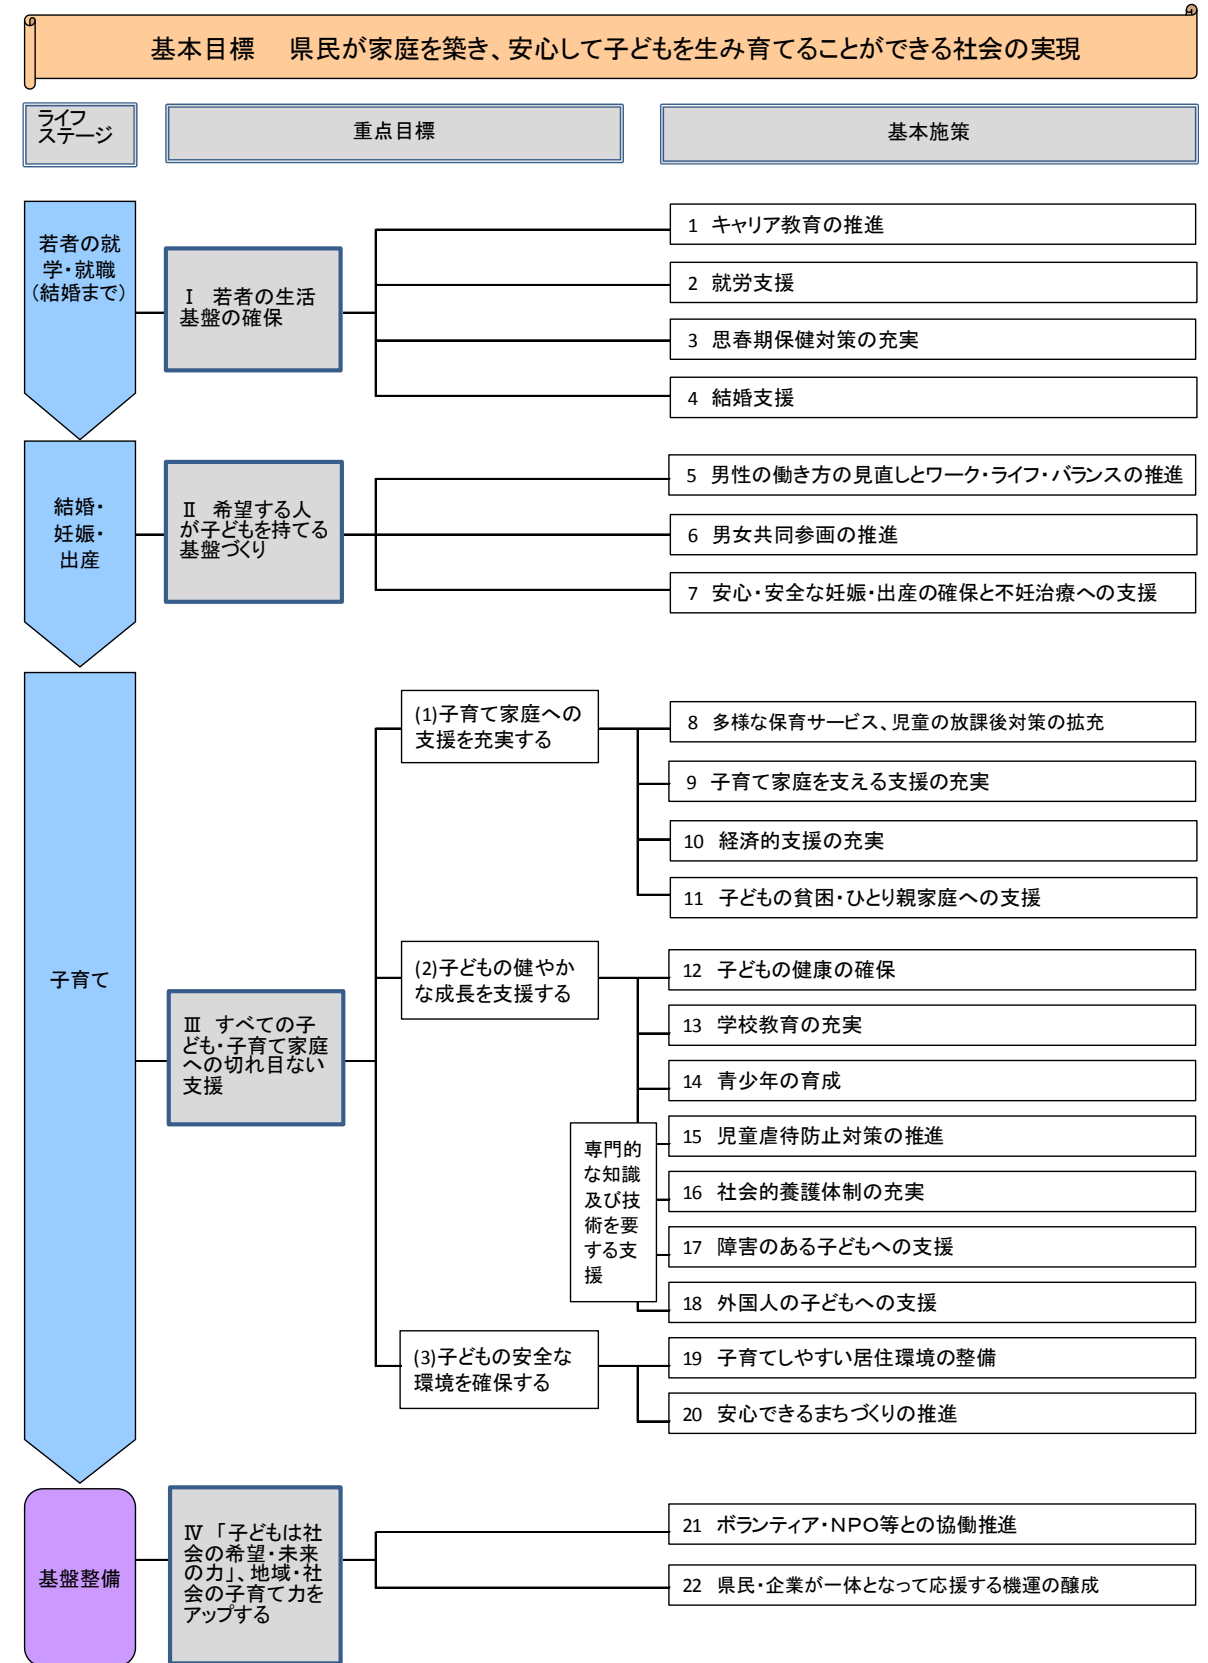 基本目標　県民が家庭を築き、安心して子どもを生み育てることができる社会の実現
ライフ
ステージ
重点目標
基本施策
若者の就
学・就職
（結婚まで）
Ⅰ　若者の生活
基盤の確保
1 キャリア教育の推進
2 就労支援
3 思春期保健対策の充実
4 結婚支援
結婚・
妊娠・
出産
Ⅱ　希望する人
が子どもを持てる
基盤づくり
5 男性の働き方の見直しとワーク・ライフ・バランスの推進
6 男女共同参画の推進
7 安心・安全な妊娠・出産の確保と不妊治療への支援
子育て
Ⅲ　すべての子
ども・子育て家庭
への切れ目ない
支援
(1)子育て家庭への
支援を充実する
8 多様な保育サービス、児童の放課後対策の拡充
9 子育て家庭を支える支援の充実
10 経済的支援の充実
11 子どもの貧困・ひとり親家庭への支援
(2)子どもの健やか
な成長を支援する
12 子どもの健康の確保
13 学校教育の充実
14 青少年の育成
専門的
な知識
及び技
術を要
する支
援
15 児童虐待防止対策の推進
16 社会的養護体制の充実
17 障害のある子どもへの支援
18 外国人の子どもへの支援
(3)子どもの安全な
環境を確保する
19 子育てしやすい居住環境の整備
20 安心できるまちづくりの推進
基盤整備
Ⅳ「子どもは社
会の希望・未来
の力」、地域・社
会の子育て力を
アップする
21 ボランティア・NPO等との協働推進
22 県民・企業が一体となって応援する機運の醸成